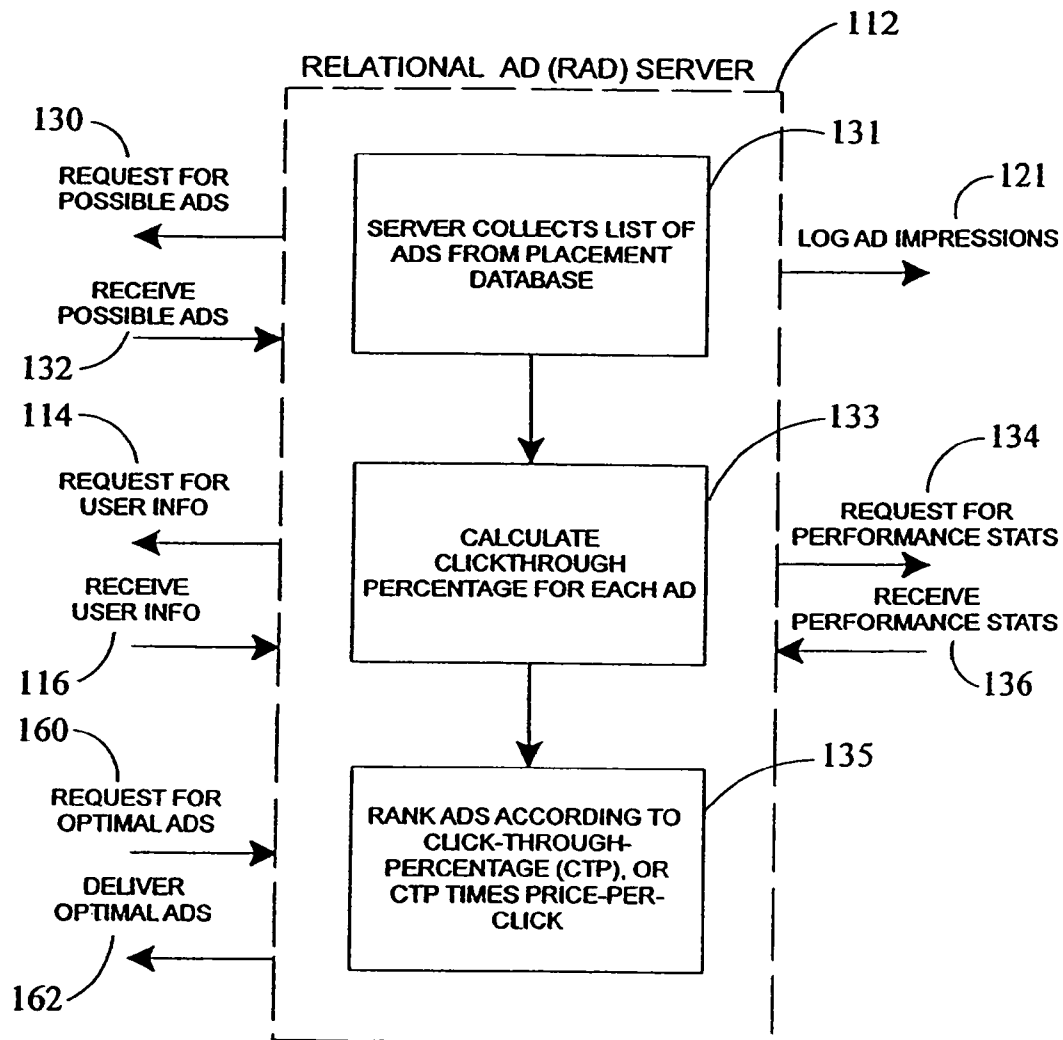 112
RELATIONAL AD (RAD) SERVER
130
REQUEST FOR
POSSIBLE ADS
RECEIVE
POSSIBLE ADS
132
114
REQUEST FOR
USER INFO
RECEIVE
USER INFO
116
160
REQUEST FOR
OPTIMAL ADS
DELIVER
OPTIMAL ADS
162
131
SERVER COLLECTS LIST OF
ADS FROM PLACEMENT
DATABASE
133
CALCULATE
CLICKTHROUGH
PERCENTAGE FOR EACH AD
135
RANK ADS ACCORDING TO
CLICK-THROUGH-
PERCENTAGE (CTP), OR
CTP TIMES PRICE-PER-
CLICK
121
LOG AD IMPRESSIONS
134
REQUEST FOR
PERFORMANCE STATS
RECEIVE
PERFORMANCE STATS
136